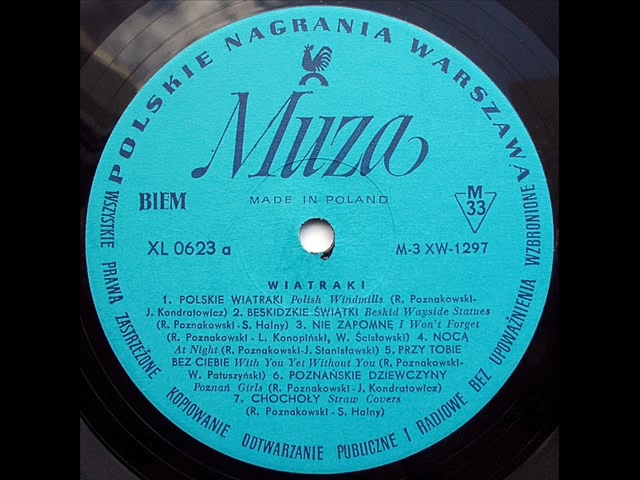 POLSKIE NAGRANIA WARSZAWA
Muza
BIEM
MADE IN POLAND
M
33
XL 0623 a
M-3 XW-1297
WIATRAKI
1. POLSKIE WIATRAKI Polish Windmills (R. Poznakowski-
J. Kondratowicz) 2. BESKIDZKIE ŚWIĄTKI Beshid Wayside Statues
(R. Poznakowski-S. Halny) 3. NIE ZAPOMNĘ I Won't Forget
(R. Poznakowski - L. Konopiński, W. Ścisłowski) 4. NOCĄ
At Night (R. Poznakowski-J. Stanisławski) 5. PRZY TOBIE
BEZ CIEBIE With You Yet Without You (R. Poznakowski-
W. Patuszyński) 6. POZNAŃSKIE DZIEWCZYNY
Poznań Girls (R. Poznakowski-J. Kondratowicz)
7. CHOCHOŁY Straw Covers
(R. Poznakowski-S. Halny)
WSZYSTKIE PRAWA ZASTRZEŻONE KOPIOWANIE ODTWARZANIE PUBLICZNE I RADIOWE BEZ UPOWAŻNIENIA WZBRONIONE